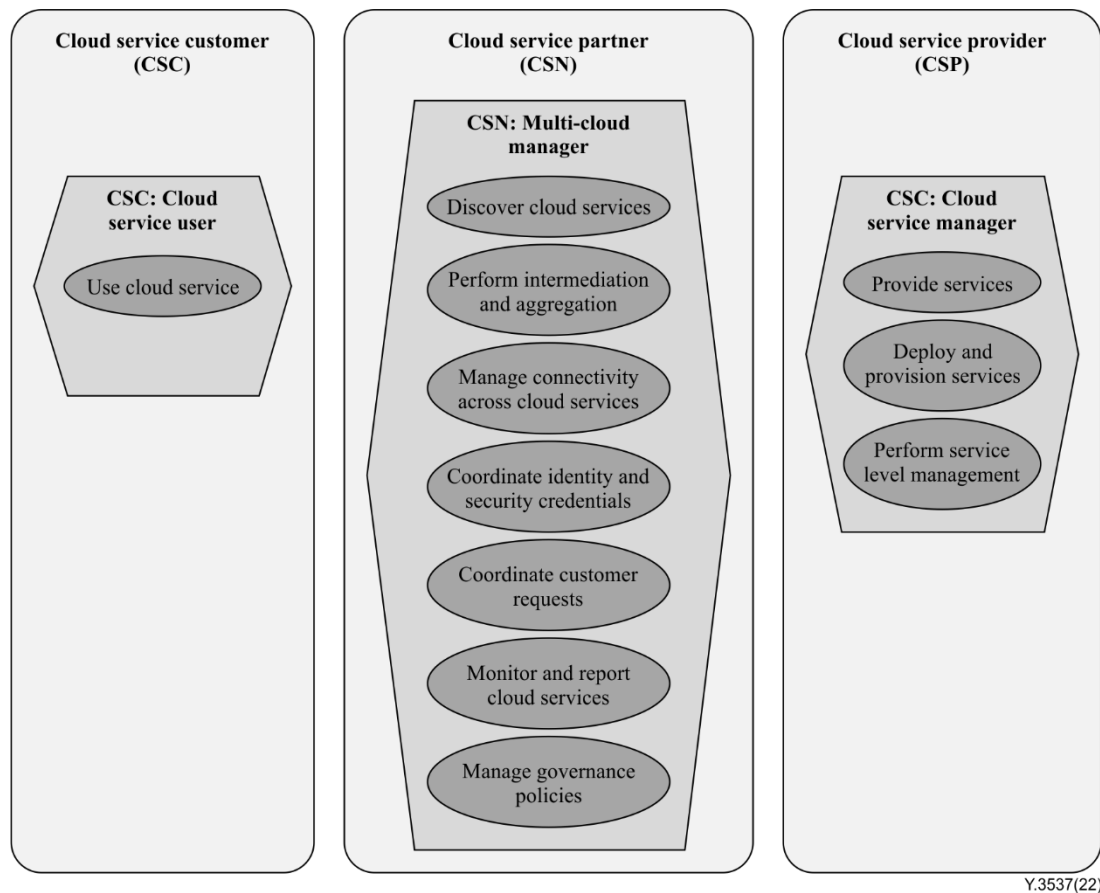 Cloud service customer
(CSC)
CSC: Cloud
service user
Use cloud service
Cloud service partner
(CSN)
CSN: Multi-cloud
manager
Discover cloud services
Perform intermediation
and aggregation
Manage connectivity
across cloud services
Coordinate identity and
security credentials
Coordinate customer
requests
Monitor and report
cloud services
Manage governance
policies
Cloud service provider
(CSP)
CSC: Cloud
service manager
Provide services
Deploy and
provision services
Perform service
level management
Y.3537(22)